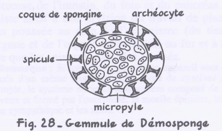 coque de spongine
archéocyte
spicule
micropyle
Fig. 28_ Gemmule de Démosponge